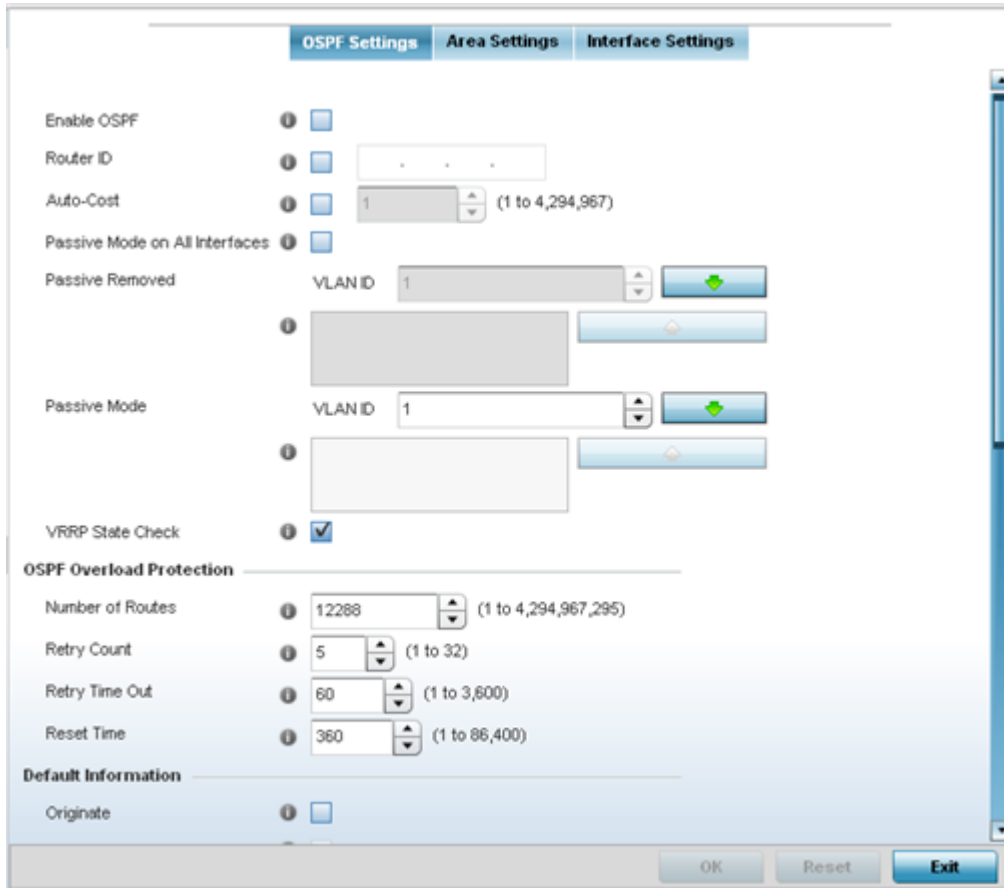 OSPF Settings Area Settings Interface Settings
Enable OSPF
Router ID . . .
Auto-Cost 1 (1 to 4,294,967)
Passive Mode on All Interfaces
Passive Removed VLAN ID 1
Passive Mode VLAN ID 1
VRRP State Check
OSPF Overload Protection
Number of Routes 12288 (1 to 4,294,967,295)
Retry Count 5 (1 to 32)
Retry Time Out 60 (1 to 3,600)
Reset Time 360 (1 to 86,400)
Default Information
Originate
OK Reset Exit